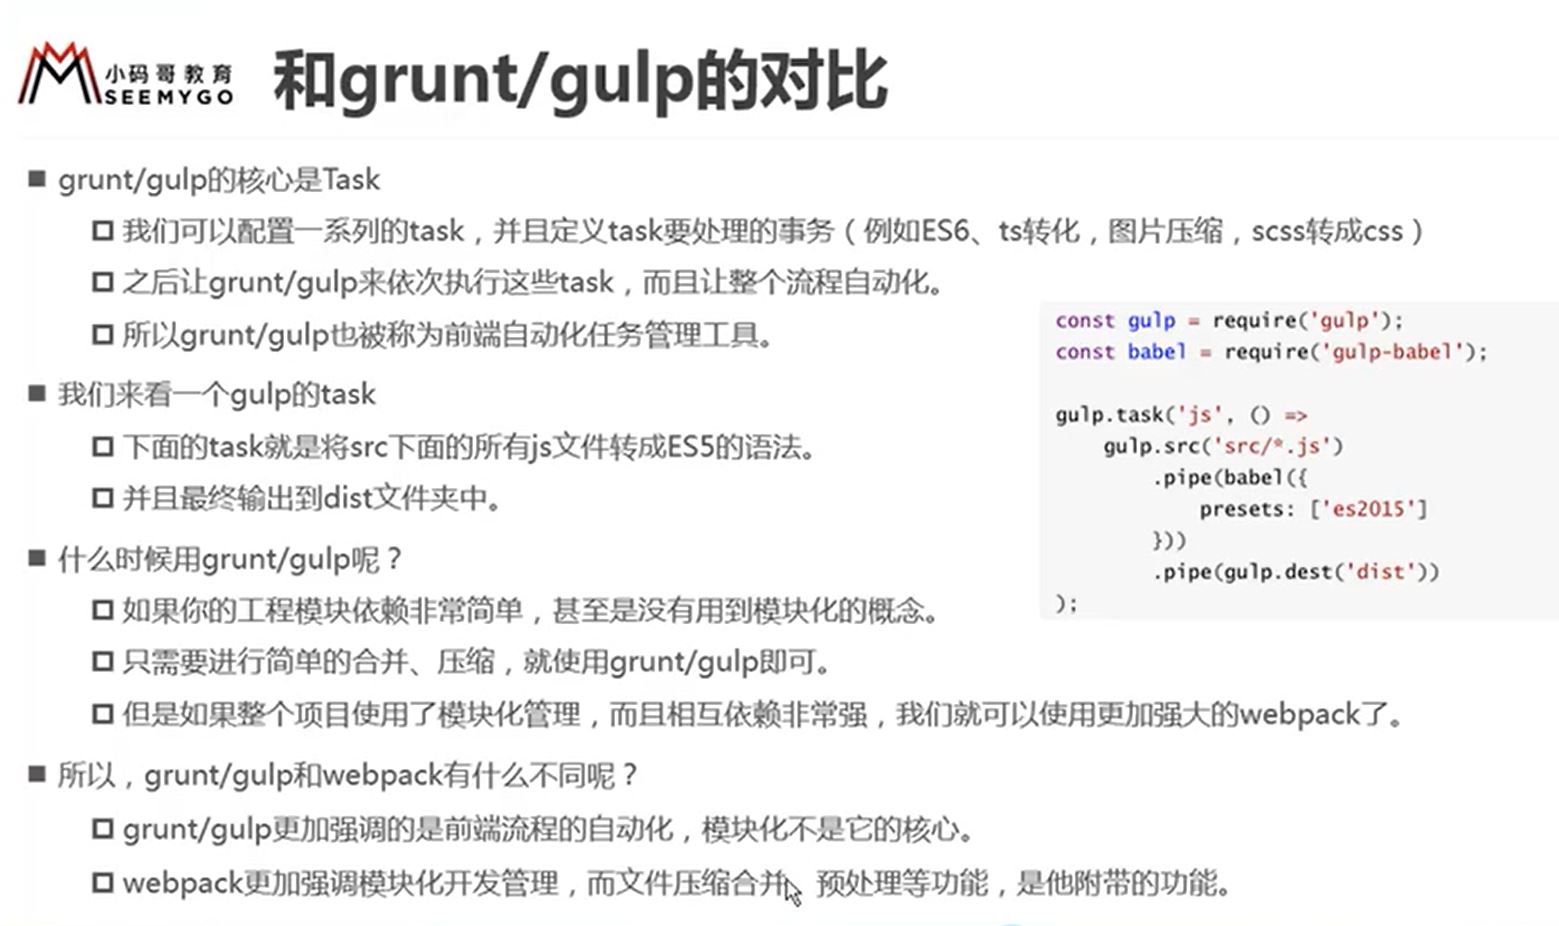 小码哥教育
SEEMYGO
和grunt/gulp的对比
grunt/gulp的核心是Task
我们可以配置一系列的task，并且定义task要处理的事务（例如ES6、ts转化，图片压缩，scss转成css）
之后让grunt/gulp来依次执行这些task，而且让整个流程自动化。
所以grunt/gulp也被称为前端自动化任务管理工具。
我们来看一个gulp的task
下面的task就是将src下面的所有js文件转成ES5的语法。
并且最终输出到dist文件夹中。
什么时候用grunt/gulp呢？
如果你的工程模块依赖非常简单，甚至是没有用到模块化的概念。
只需要进行简单的合并、压缩，就使用grunt/gulp即可。
但是如果整个项目使用了模块化管理，而且相互依赖非常强，我们就可以使用更加强大的webpack了。
所以，grunt/gulp和webpack有什么不同呢？
grunt/gulp更加强调的是前端流程的自动化，模块化不是它的核心。
webpack更加强调模块化开发管理，而文件压缩合并、预处理等功能，是他附带的功能。
const gulp = require('gulp');
const babel = require('gulp-babel');
gulp.task('js', () =>
gulp.src('src/*.js')
.pipe(babel({
presets: ['es2015']
}))
.pipe(gulp.dest('dist'))
);